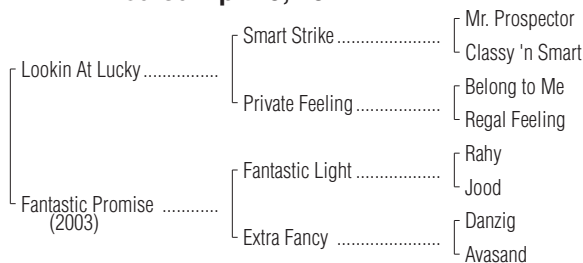 Smart Strike ................... Mr. Prospector
Classy 'n Smart
Lookin At Lucky ...............
Private Feeling .................. Belong to Me
Regal Feeling
Fantastic Light .................. Rahy
Jood
Fantastic Promise ............
(2003)
Extra Fancy ...................... Danzig
Avasand